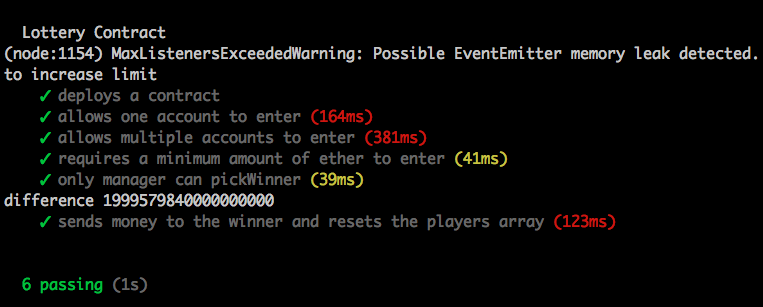 Lottery Contract
(node:1154) MaxListenersExceededWarning: Possible EventEmitter memory leak detected.
to increase limit
✓ deploys a contract
✓ allows one account to enter (164ms)
✓ allows multiple accounts to enter (381ms)
✓ requires a minimum amount of ether to enter (41ms)
✓ only manager can pickWinner (39ms)
difference 1999579840000000000
✓ sends money to the winner and resets the players array (123ms)
6 passing (1s)